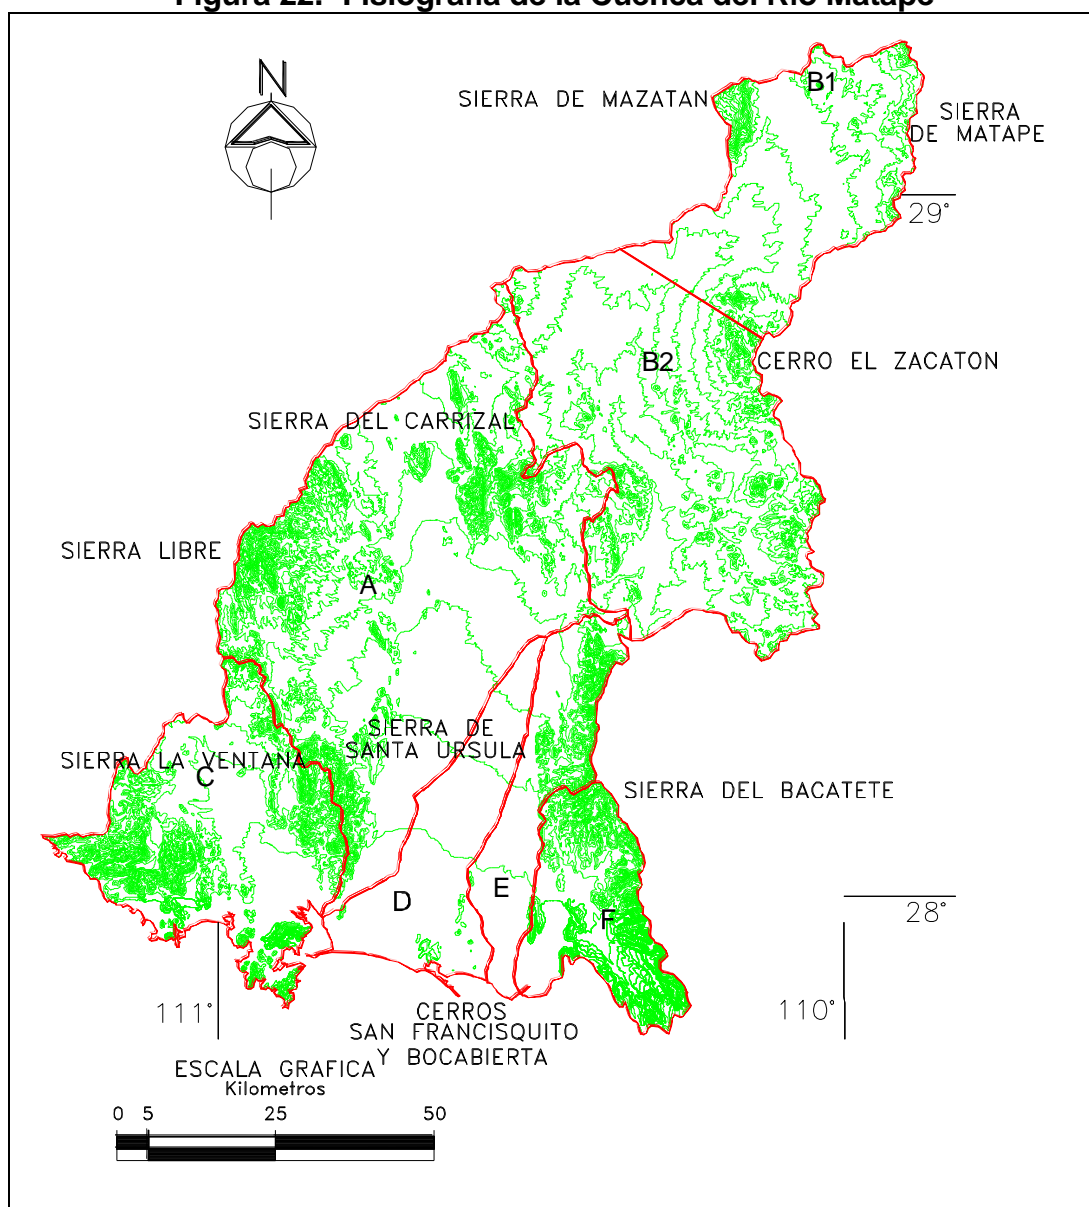 Figura 22. Fisiografía de la Cuenca del Río Mátape
N
B1
SIERRA DE MAZATAN
SIERRA
DE MATAPE
29°
B2
CERRO EL ZACATON
SIERRA DEL CARRIZAL
SIERRA LIBRE
A
SIERRA DE
SANTA URSULA
SIERRA LA VENTANA
C
SIERRA DEL BACATETE
D
E
F
28°
111°
110°
CERROS
SAN FRANCISQUITO
Y BOCABIERTA
ESCALA GRAFICA
Kilometros
0 5 25 50